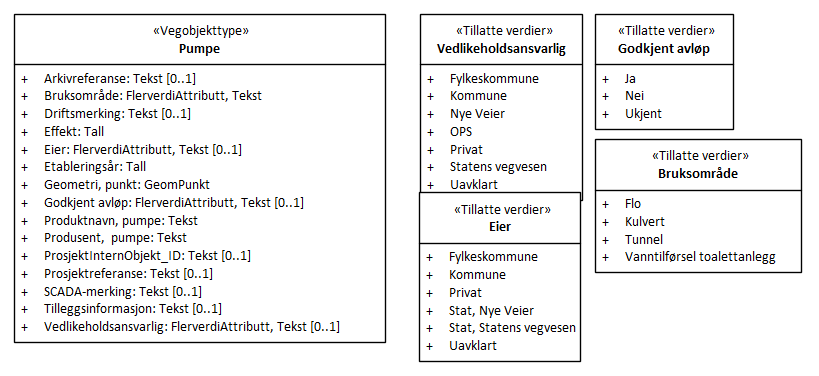 «Vegobjekttype»
Pumpe
+ Arkivreferanse: Tekst [0..1]
+ Bruksområde: FlerverdiAttributt, Tekst
+ Driftsmerking: Tekst [0..1]
+ Effekt: Tall
+ Eier: FlerverdiAttributt, Tekst [0..1]
+ Etableringsår: Tall
+ Geometri, punkt: GeomPunkt
+ Godkjent avløp: FlerverdiAttributt, Tekst [0..1]
+ Produktnavn, pumpe: Tekst
+ Produsent,  pumpe: Tekst
+ ProsjektInternObjekt_ID: Tekst [0..1]
+ Prosjektreferanse: Tekst [0..1]
+ SCADA-merking: Tekst [0..1]
+ Tilleggsinformasjon: Tekst [0..1]
+ Vedlikeholdsansvarlig: FlerverdiAttributt, Tekst [0..1]
«Tillatte verdier»
Vedlikeholdsansvarlig
+ Fylkeskommune
+ Kommune
+ Nye Veier
+ OPS
+ Privat
+ Statens vegvesen
+ Uavklart
«Tillatte verdier»
Eier
+ Fylkeskommune
+ Kommune
+ Privat
+ Stat, Nye Veier
+ Stat, Statens vegvesen
+ Uavklart
«Tillatte verdier»
Godkjent avløp
+ Ja
+ Nei
+ Ukjent
«Tillatte verdier»
Bruksområde
+ Flo
+ Kulvert
+ Tunnel
+ Vanntilførsel toalettanlegg